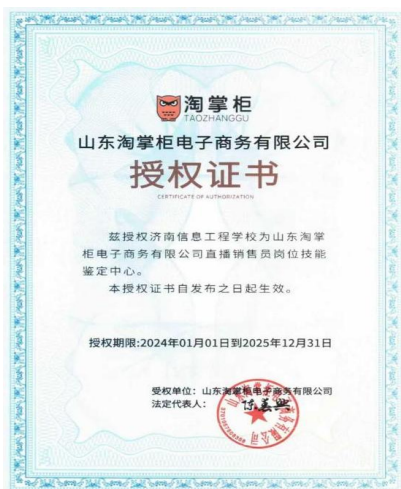 淘掌柜
TAOZHANGGU
山东淘掌柜电子商务有限公司
授权证书
CERTIFICATE OF AUTHORIZATION
兹授权济南信息工程学校为山东淘掌
柜电子商务有限公司直播销售员岗位技能
鉴定中心。
本授权证书自发布之日起生效。
授权期限:2024年01月01日到2025年12月31日
受权单位：山东淘掌柜电子商务有限公司
法定代表人：